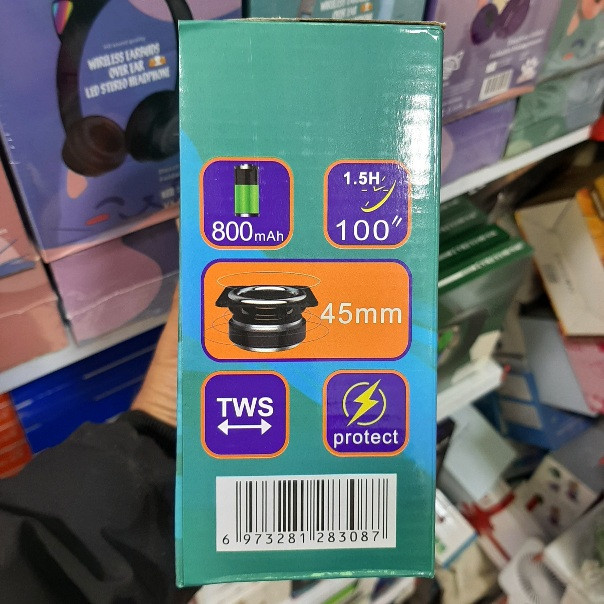 WIRELESS EARPHONES
OVER EAR
LED STEREO HEADPHONE
800mAh
1.5H
100″
45mm
TWS
protect
6 973281 283087